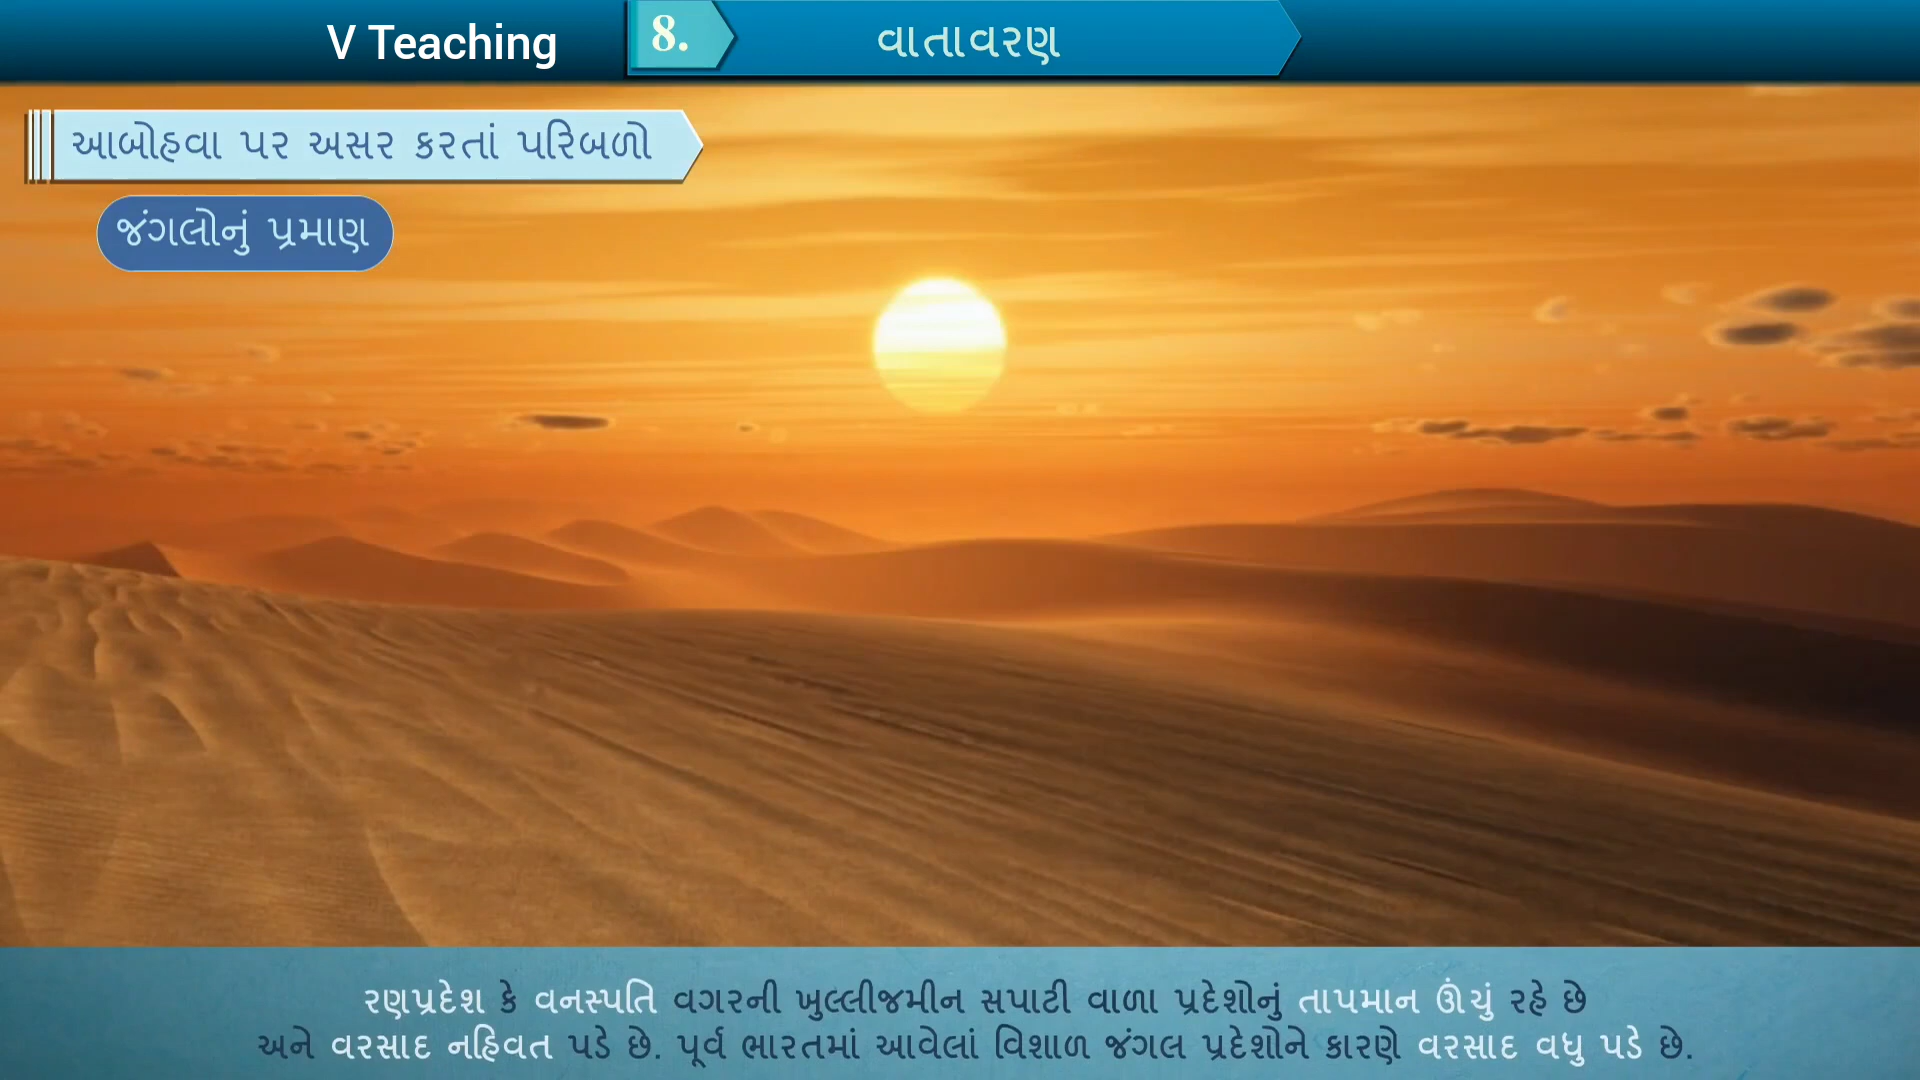 V Teaching
8.
વાતાવરણ
આબોહવા પર અસર કરતાં પરિબળો
જંગલોનું પ્રમાણ
રણપ્રદેશ કે વનસ્પતિ વગરની ખુલ્લીજમીન સપાટી વાળા પ્રદેશોનું તાપમાન ઊંચું રહે છે
અને વરસાદ નહિવત પડે છે. પૂર્વ ભારતમાં આવેલાં વિશાળ જંગલ પ્રદેશોને કારણે વરસાદ વધુ પડે છે.